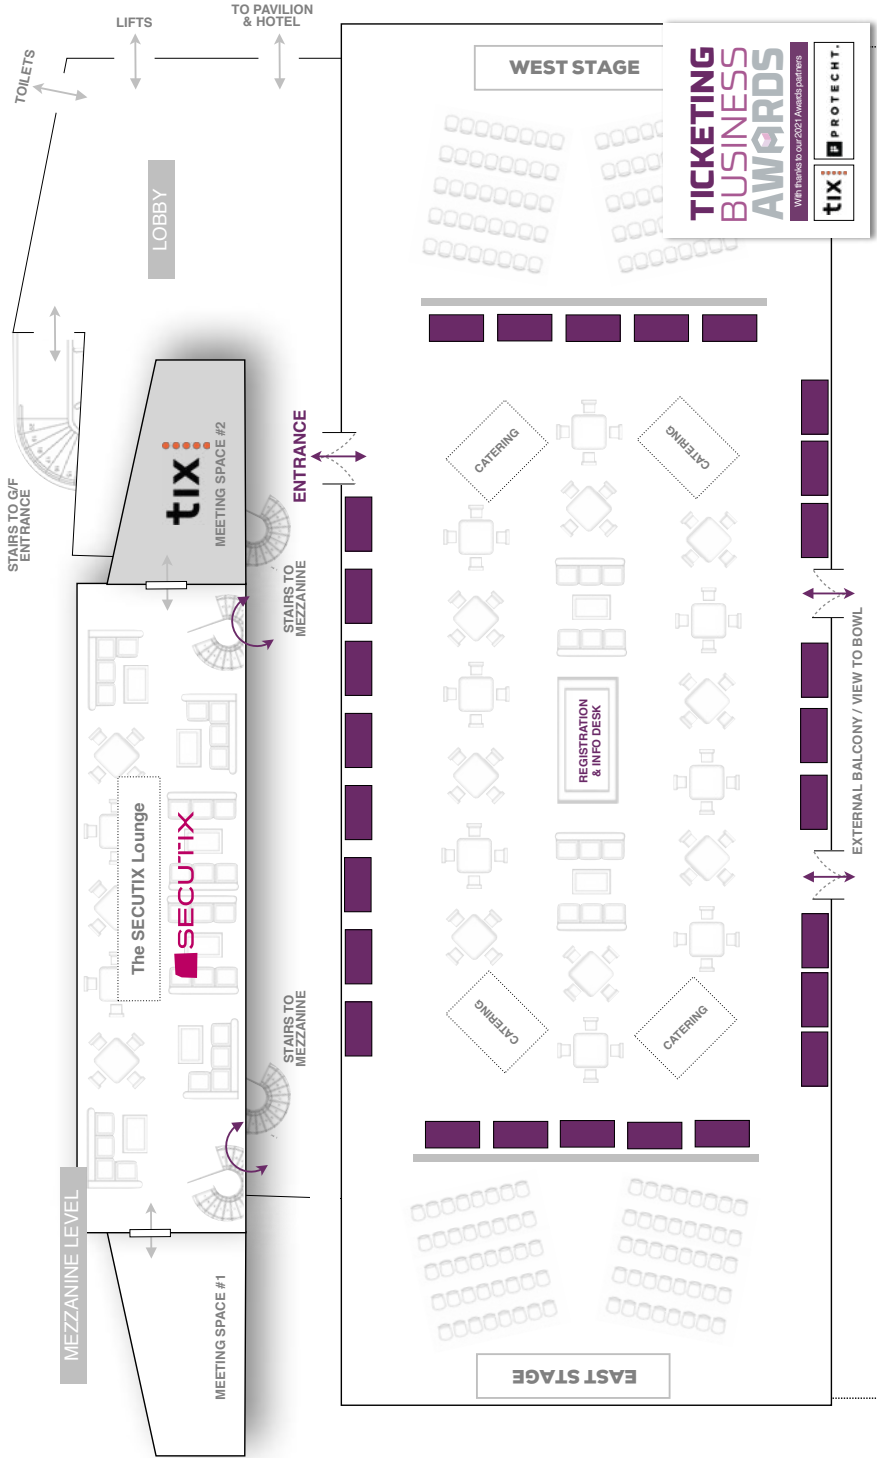 TO PAVILION
& HOTEL
LIFTS
TOILETS
LOBBY
WEST STAGE
TICKETING
BUSINESS
AWARDS
With thanks to our 2021 Awards partners
tix
PROTECHT.
STAIRS TO G/F
ENTRANCE
tix
MEETING SPACE #2
ENTRANCE
CATERING
CATERING
STAIRS TO
MEZZANINE
REGISTRATION
& INFO DESK
EXTERNAL BALCONY / VIEW TO BOWL
The SECUTIX Lounge
SECUTIX
STAIRS TO
MEZZANINE
CATERING
CATERING
MEZZANINE LEVEL
MEETING SPACE #1
EAST STAGE